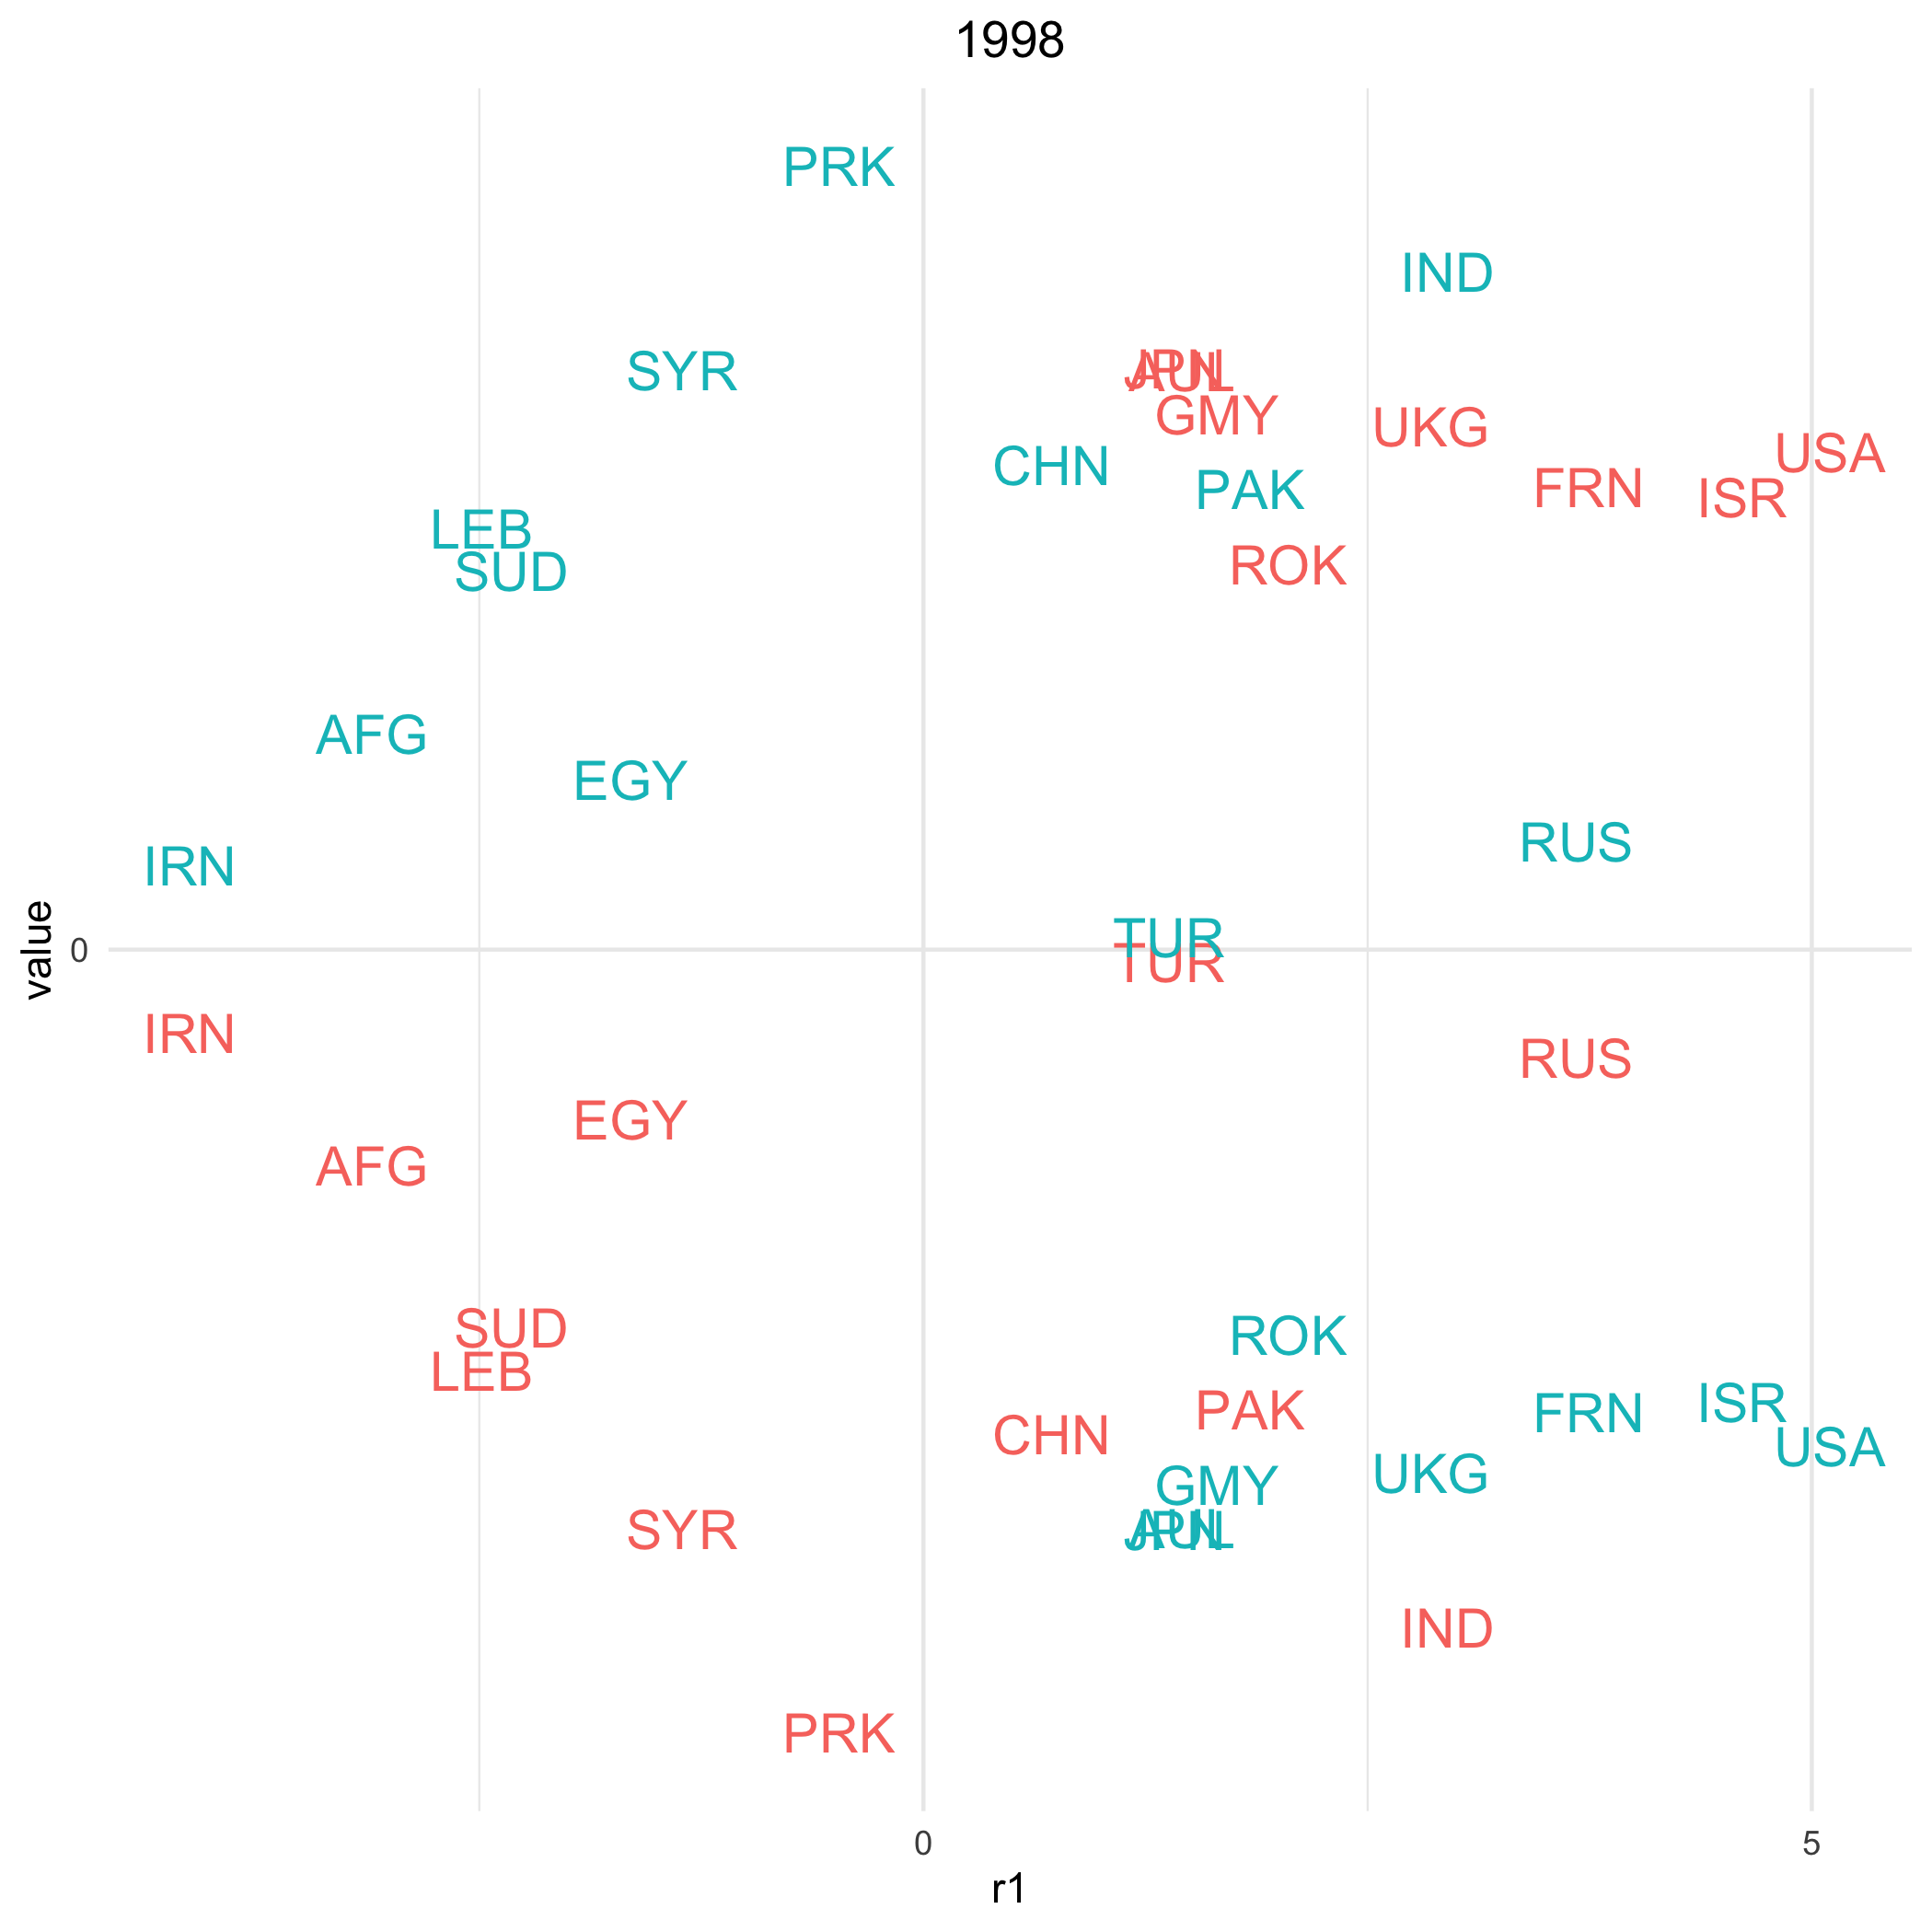 1998
PRK
IND
SYR
GMY
UKG
USA
CHN
PAK
FRN
ISR
LEB
ROK
SUD
AFG
EGY
RUS
IRN
TUR
value
0
TUR
IRN
RUS
EGY
AFG
SUD
ROK
LEB
ISR
PAK
FRN
CHN
USA
UKG
GMY
SYR
IND
PRK
0
5
r1